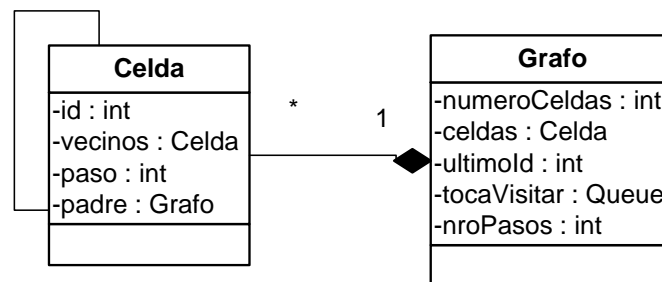 Celda
-id : int
-vecinos : Celda
-paso : int
-padre : Grafo
*
1
Grafo
-numeroCeldas : int
-celdas : Celda
-ultimoId : int
-tocaVisitar : Queue
-nroPasos : int